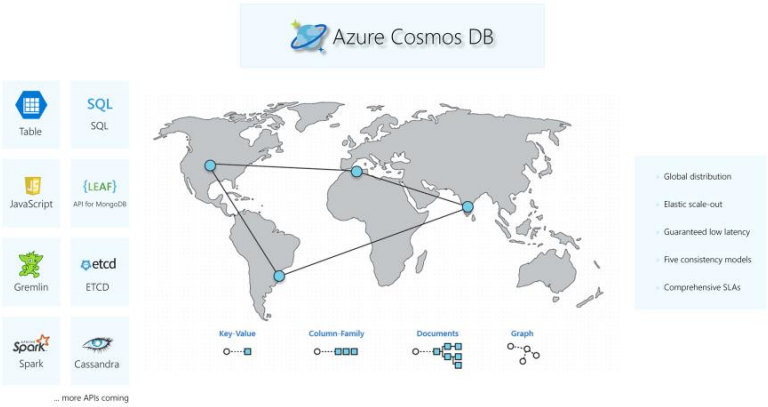 Azure Cosmos DB
SQL
Table
SQL
JS
{LEAF}
JavaScript
API for MongoDB
etcd
Gremlin
ETCD
APACHE
Spark
Spark
Cassandra
... more APIs coming
Key-Value
Column-Family
Documents
Graph
Global distribution
Elastic scale-out
Guaranteed low latency
Five consistency models
Comprehensive SLAs